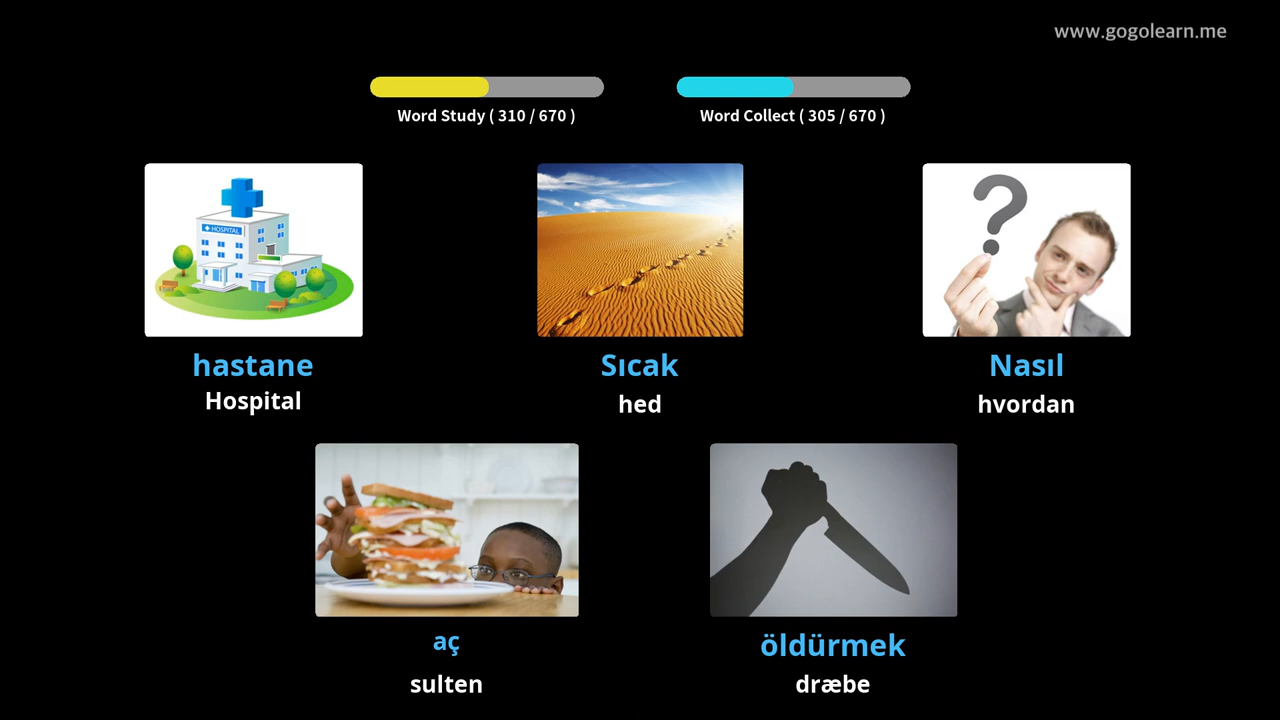 www.gogolearn.me
Word Study ( 310 / 670 )
Word Collect ( 305 / 670 )
HOSPITAL
hastane
Hospital
Sıcak
hed
Nasıl
hvordan
?
aç
sulten
öldürmek
dræbe